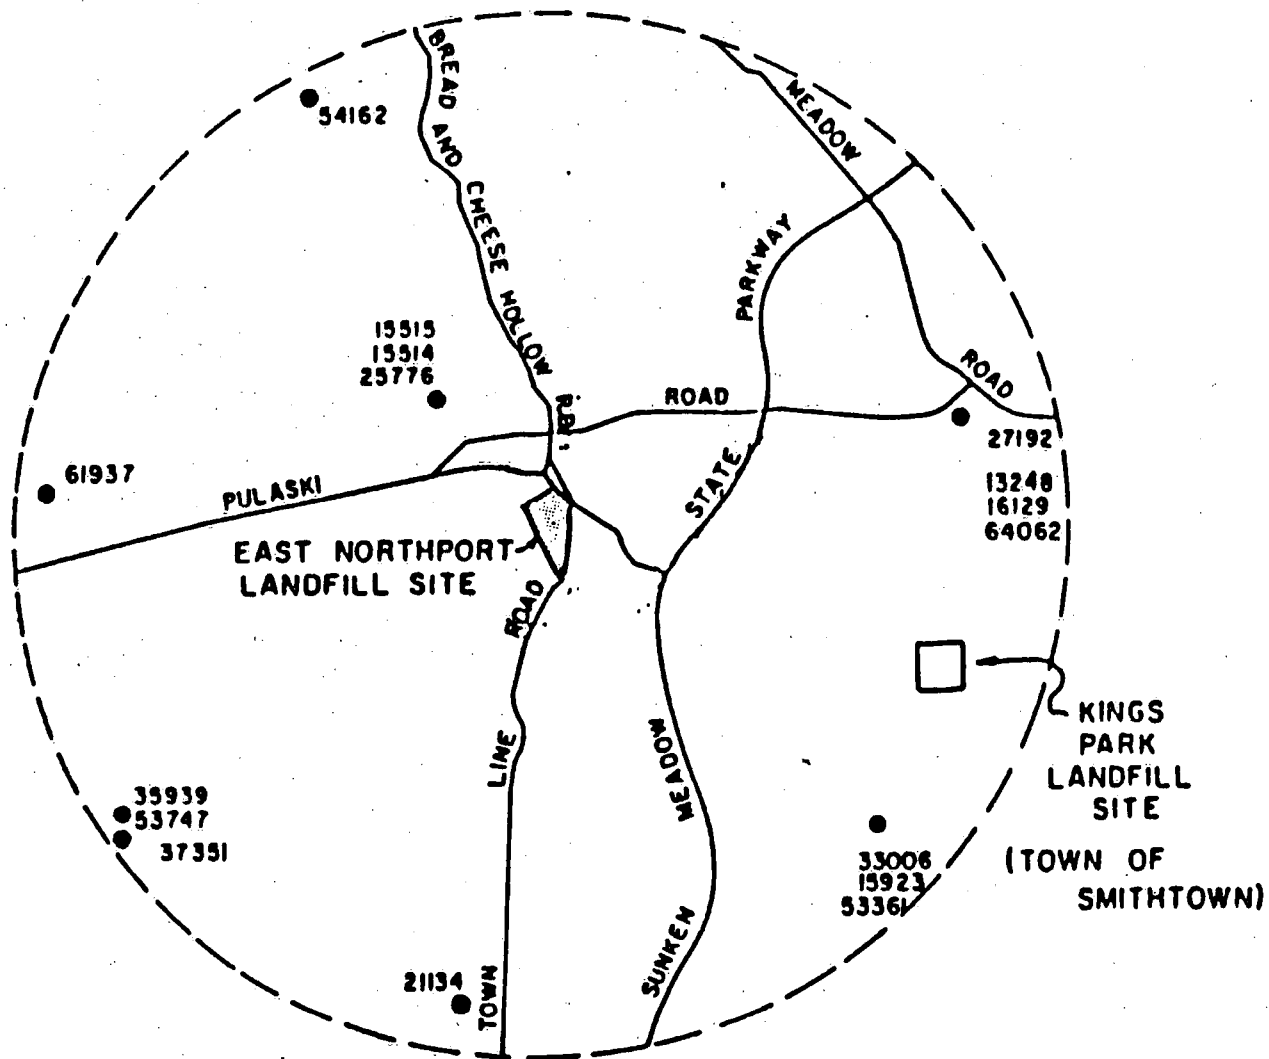 BREAD AND CHEESE HOLLOW RD.
54162
MEADOW
ROAD
PARKWAY
STATE
MEADOW
SUNKEN
15515
15514
25776
ROAD
27192
13248
16129
64062
61937
PULASKI
EAST NORTHPORT
LANDFILL SITE
ROAD
LINE
TOWN
KINGS
PARK
LANDFILL
SITE
(TOWN OF
SMITHTOWN)
35939
53747
37351
33006
15923
53361
21134